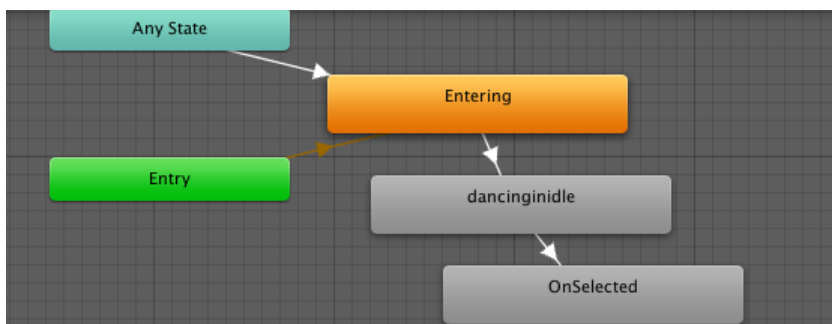 Any State
Entering
Entry
dancinginidle
OnSelected